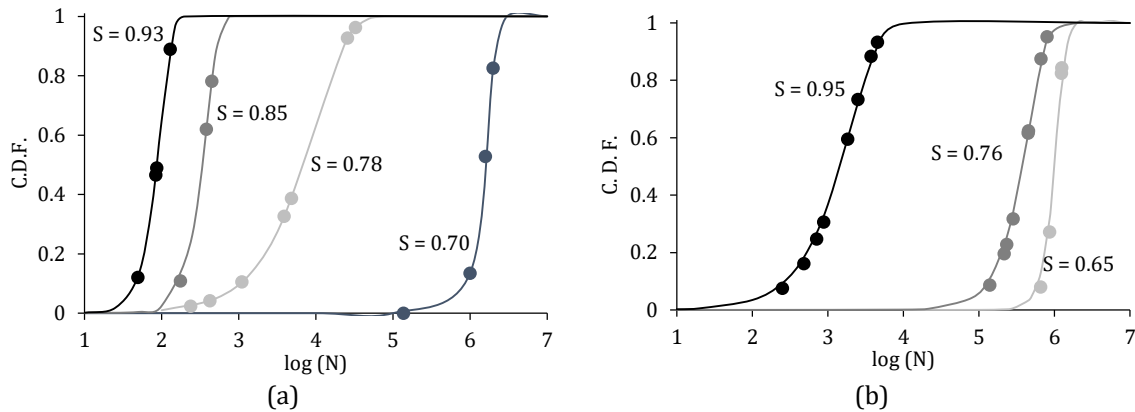 1
0.8
0.6
0.4
0.2
0
C.D.F.
S = 0.93
S = 0.85
S = 0.78
S = 0.70
1 2 3 4 5 6 7
log (N)
(a)
1
0.8
0.6
0.4
0.2
0
C. D. F.
S = 0.95
S = 0.76
S = 0.65
1 2 3 4 5 6 7
log (N)
(b)